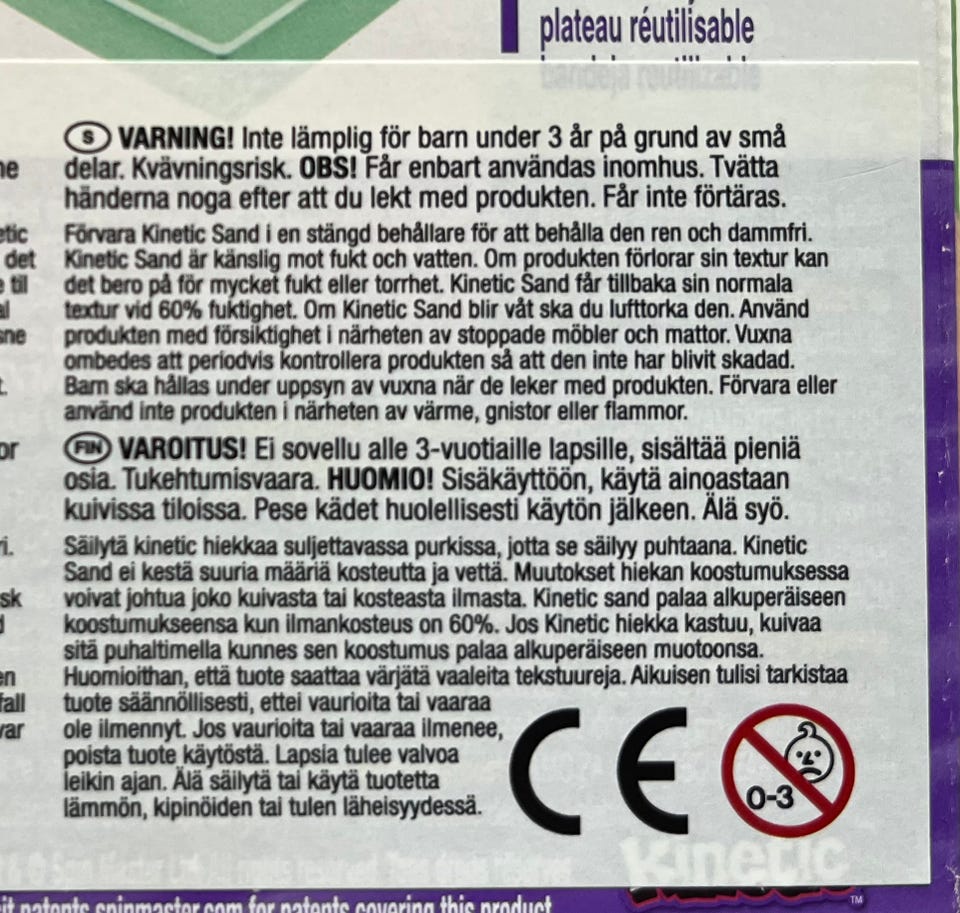 plateau réutilisable
bandeja reutilizable
S VARNING! Inte lämplig för barn under 3 år på grund av små
delar. Kvävningsrisk. OBS! Får enbart användas inomhus. Tvätta
händerna noga efter att du lekt med produkten. Får inte förtäras.
Förvara Kinetic Sand i en stängd behållare för att behålla den ren och dammfri.
Kinetic Sand är känslig mot fukt och vatten. Om produkten förlorar sin textur kan
det bero på för mycket fukt eller torrhet. Kinetic Sand får tillbaka sin normala
textur vid 60% fuktighet. Om Kinetic Sand blir våt ska du lufttorka den. Använd
produkten med försiktighet i närheten av stoppade möbler och mattor. Vuxna
ombedes att periodvis kontrollera produkten så att den inte har blivit skadad.
Barn ska hållas under uppsyn av vuxna när de leker med produkten. Förvara eller
använd inte produkten i närheten av värme, gnistor eller flammor.
FIN VAROITUS! Ei sovellu alle 3-vuotiaille lapsille, sisältää pieniä
osia. Tukehtumisvaara. HUOMIO! Sisäkäyttöön, käytä ainoastaan
kuivissa tiloissa. Pese kädet huolellisesti käytön jälkeen. Älä syö.
Säilytä kinetic hiekkaa suljettavassa purkissa, jotta se säilyy puhtaana. Kinetic
Sand ei kestä suuria määriä kosteutta ja vettä. Muutokset hiekan koostumuksessa
voivat johtua joko kuivasta tai kosteasta ilmasta. Kinetic sand palaa alkuperäiseen
koostumukseensa kun ilmankosteus on 60%. Jos Kinetic hiekka kastuu, kuivaa
sitä puhaltimella kunnes sen koostumus palaa alkuperäiseen muotoonsa.
Huomioithan, että tuote saattaa värjätä vaaleita tekstuureja. Aikuisen tulisi tarkistaa
tuote säännöllisesti, ettei vaurioita tai vaaraa
ole ilmennyt. Jos vaurioita tai vaaraa ilmenee,
poista tuote käytöstä. Lapsia tulee valvoa
leikin ajan. Älä säilytä tai käytä tuotetta
lämmön, kipinöiden tai tulen läheisyydessä.
CE
0-3
Kinetic
TM
patents.spinmaster.com for patents covering this product